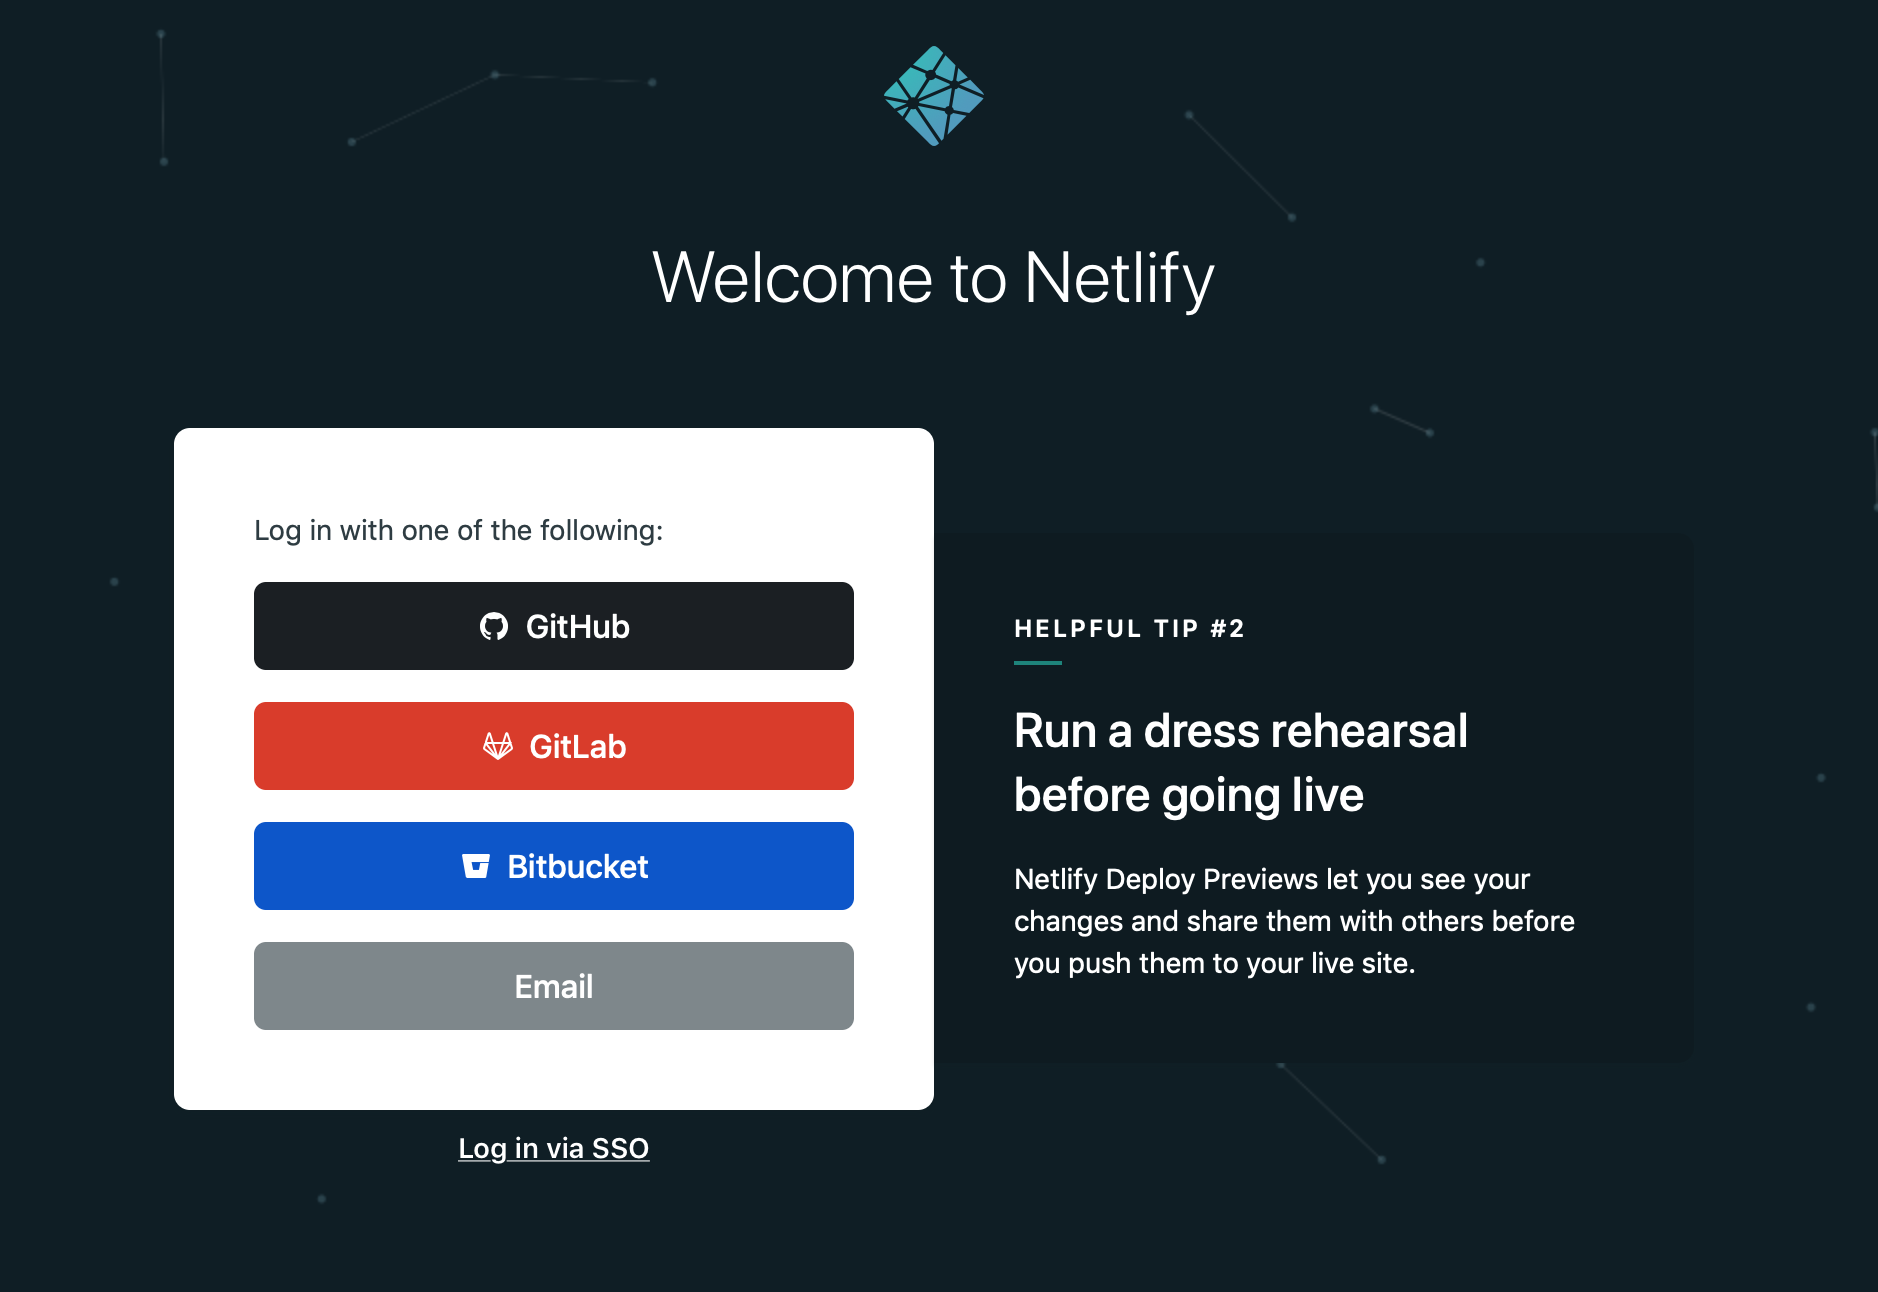 Welcome to Netlify
Log in with one of the following:
GitHub
GitLab
Bitbucket
Email
Log in via SSO
HELPFUL TIP #2
Run a dress rehearsal
before going live
Netlify Deploy Previews let you see your
changes and share them with others before
you push them to your live site.